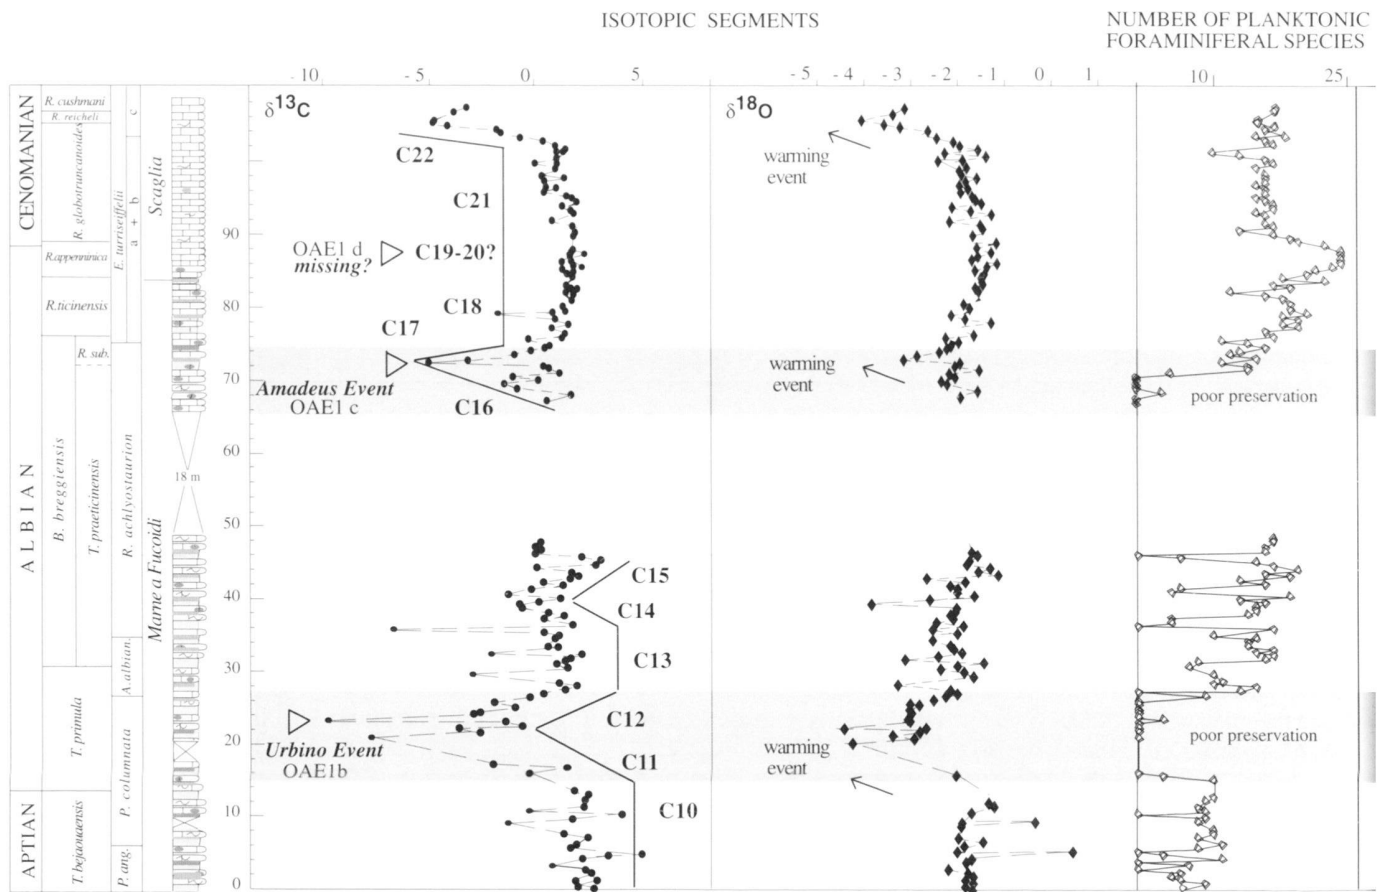 ISOTOPIC SEGMENTS
NUMBER OF PLANKTONIC
FORAMINIFERAL SPECIES
-10 -5 0 5
-5 -4 -3 -2 -1 0 1
10 25
δ13C
δ18O
CENOMANIAN
ALBIAN
APTIAN
R. cushmani
R. reicheli
R. globotruncanoides
R.appenninica
R.ticinensis
R. sub.
B. breggiensis
T. praeticinensis
T. primula
T.bejaouaensis
c
a + b
E. turriseiffelii
R. achlyostaurion
A.albian.
P. columnata
P. ang.
Scaglia
Marne a Fucoidi
18 m
90
80
70
60
50
40
30
20
10
0
C22
C21
OAE1 d
missing?
C19-20?
C18
C17
Amadeus Event
OAE1 c
C16
C15
C14
C13
C12
Urbino Event
OAE1b
C11
C10
warming
event
warming
event
warming
event
poor preservation
poor preservation